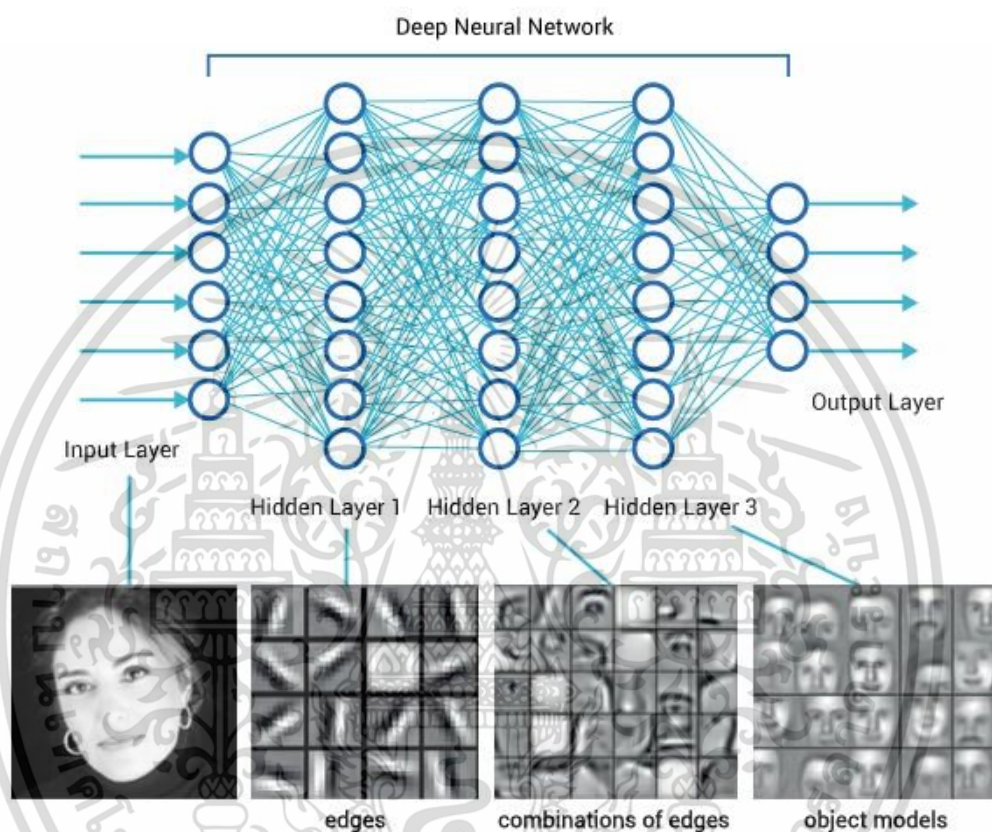 Deep Neural Network
Output Layer
Input Layer
Hidden Layer 1 Hidden Layer 2 Hidden Layer 3
edges combinations of edges object models